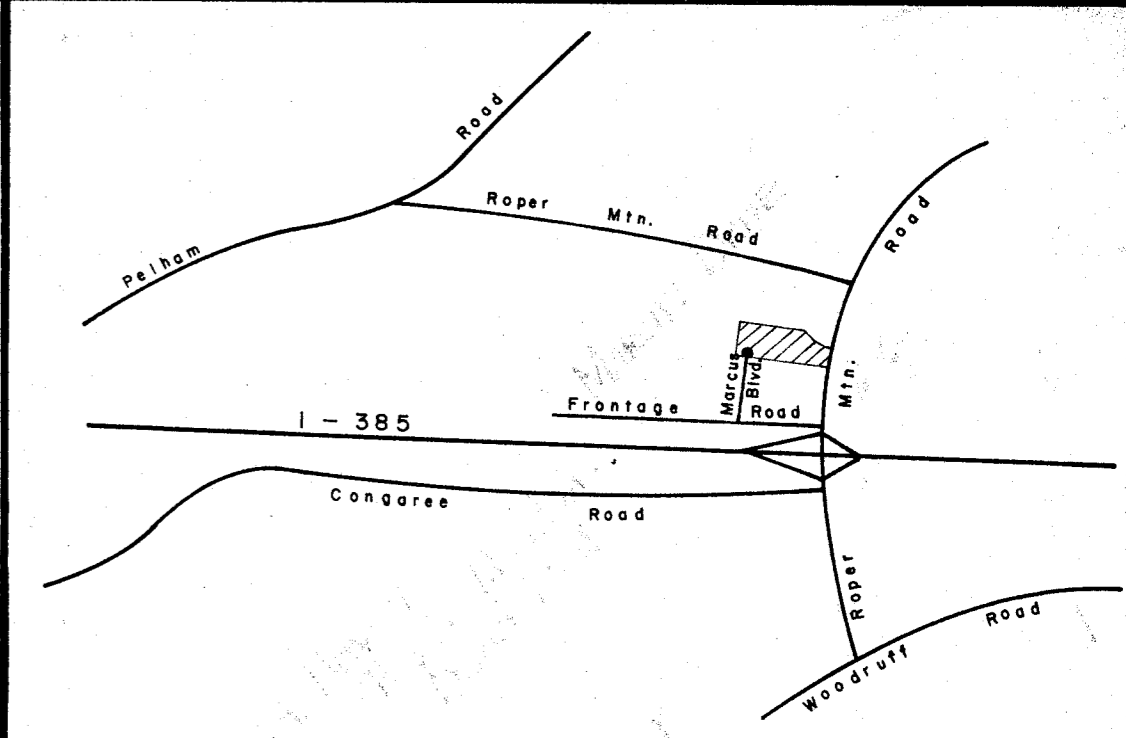 Pelham Road
Roper Mtn. Road
Roper Mtn. Road
Marcus Blvd.
Frontage Road
I - 385
Congaree Road
Woodruff Road